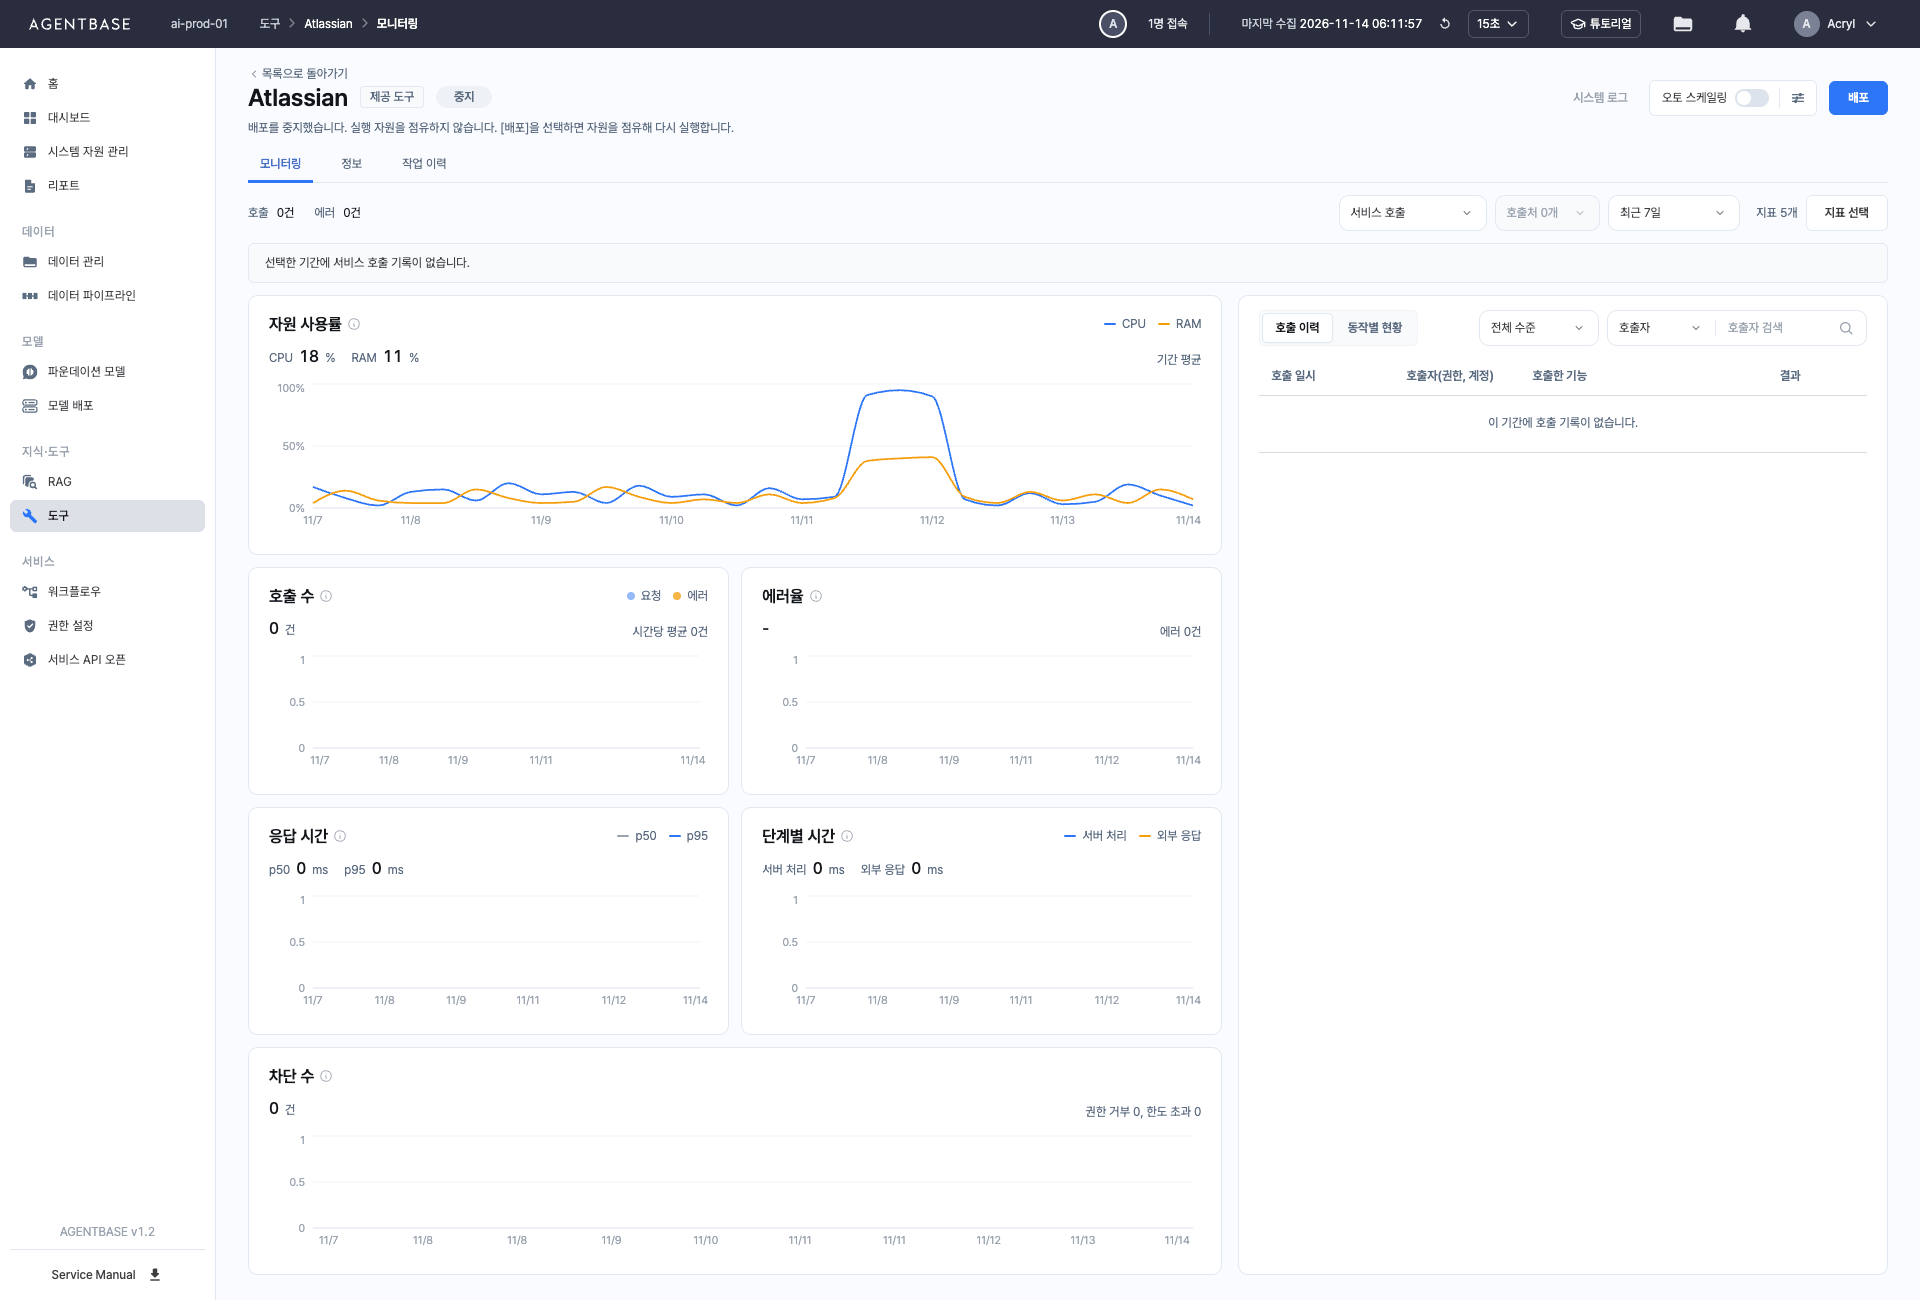 AGENTBASE
ai-prod-01
도구 > Atlassian > 모니터링
A
1명 접속
마지막 수집 2026-11-14 06:11:57
15초
튜토리얼
A
Acryl
홈
대시보드
시스템 자원 관리
리포트
데이터
데이터 관리
데이터 파이프라인
모델
파운데이션 모델
모델 배포
지식·도구
RAG
도구
서비스
워크플로우
권한 설정
서비스 API 오픈
AGENTBASE v1.2
Service Manual
목록으로 돌아가기
Atlassian
제공 도구
중지
배포를 중지했습니다. 실행 자원을 점유하지 않습니다. [배포]을 선택하면 자원을 점유해 다시 실행합니다.
시스템 로그
오토 스케일링
배포
모니터링
정보
작업 이력
호출 0건 에러 0건
서비스 호출
호출처 0개
최근 7일
지표 5개
지표 선택
선택한 기간에 서비스 호출 기록이 없습니다.
자원 사용률
CPU RAM
CPU 18 % RAM 11 %
기간 평균
100%
50%
0%
11/7 11/8 11/9 11/10 11/11 11/12 11/13 11/14
호출 수
요청 에러
0 건
시간당 평균 0건
1
0.5
0
11/7 11/8 11/9 11/11 11/14
에러율
-
에러 0건
1
0.5
0
11/7 11/8 11/9 11/11 11/12 11/14
응답 시간
p50 p95
p50 0 ms p95 0 ms
1
0.5
0
11/7 11/8 11/9 11/11 11/12 11/14
단계별 시간
서버 처리 외부 응답
서버 처리 0 ms 외부 응답 0 ms
1
0.5
0
11/7 11/8 11/9 11/11 11/12 11/14
차단 수
0 건
권한 거부 0, 한도 초과 0
1
0.5
0
11/7 11/8 11/8 11/9 11/10 11/11 11/11 11/12 11/13 11/14
호출 이력
동작별 현황
전체 수준
호출자
호출자 검색
호출 일시 호출자(권한, 계정) 호출한 기능 결과
이 기간에 호출 기록이 없습니다.